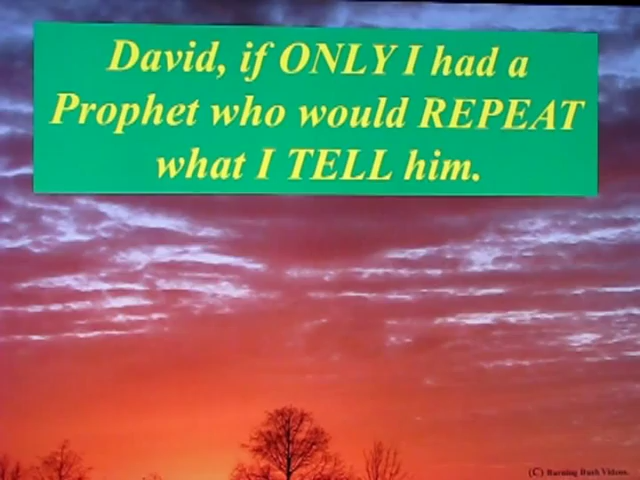 David, if ONLY I had a
Prophet who would REPEAT
what I TELL him.
(C) Burning Bush Videos.